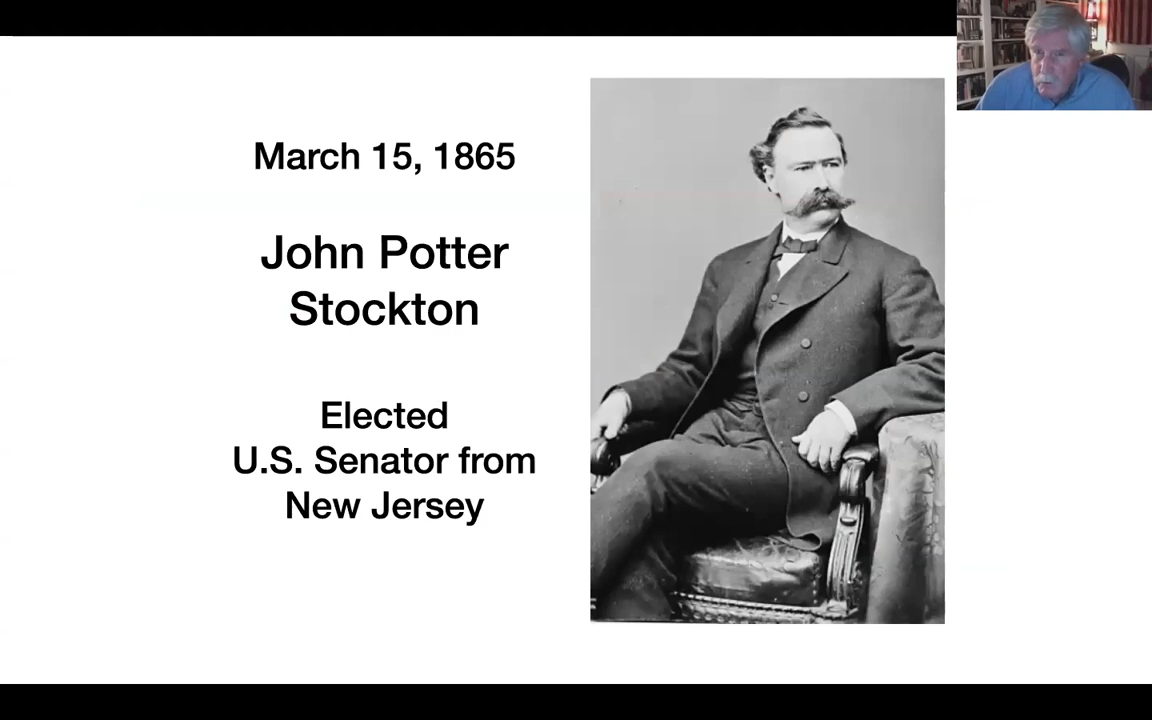 March 15, 1865
John Potter
Stockton
Elected
U.S. Senator from
New Jersey